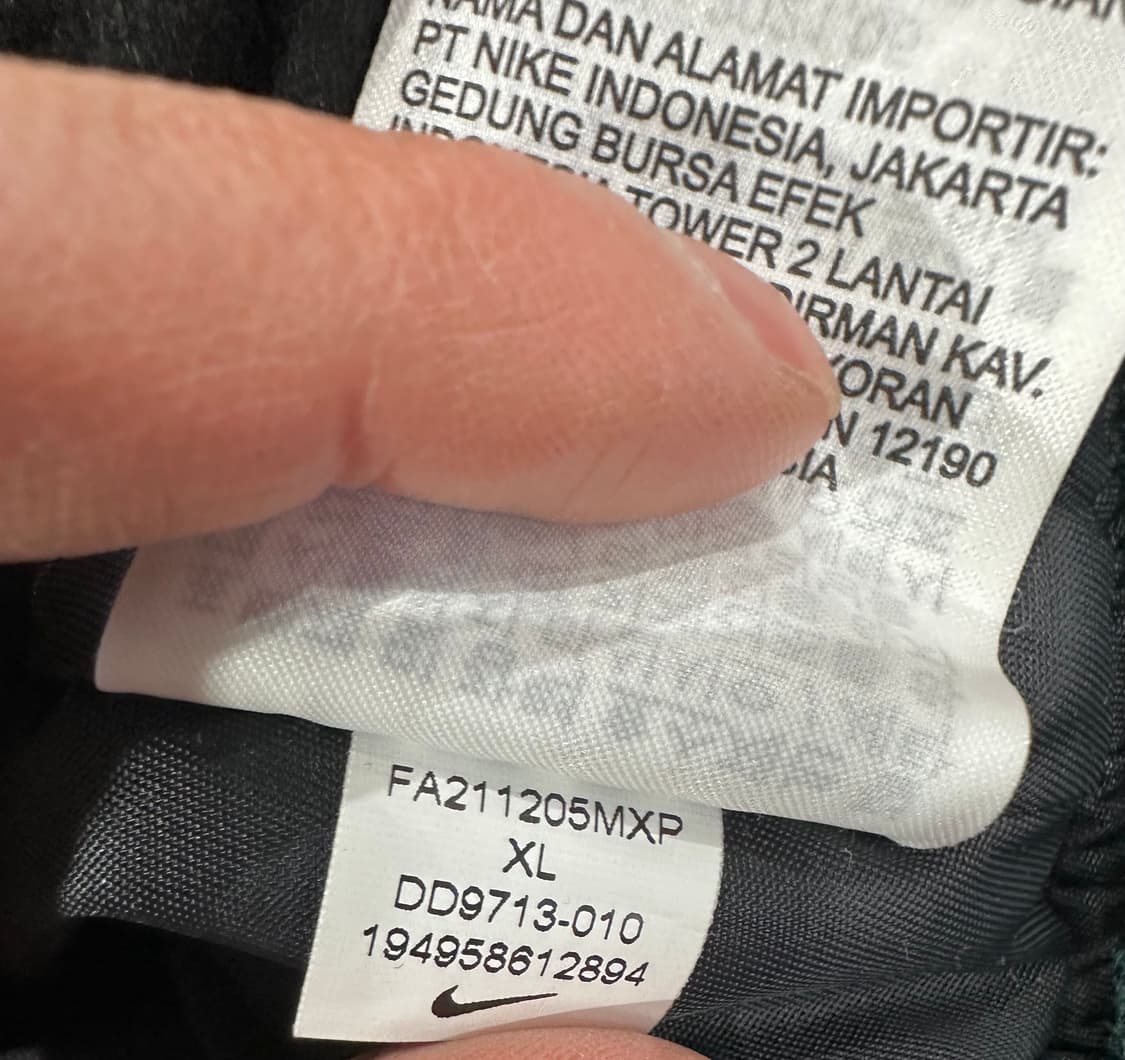 NAMA DAN ALAMAT IMPORTIR:
PT NIKE INDONESIA, JAKARTA
GEDUNG BURSA EFEK
TOWER 2 LANTAI
KAV.
12190
FA211205MXP
XL
DD9713-010
194958612894